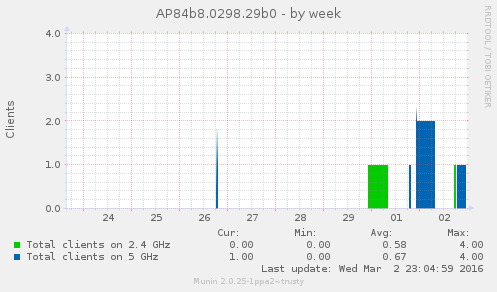 AP84b8.0298.29b0 - by week
RRDTOOL / TOBI OETIKER
Clients
4.0
3.0
2.0
1.0
0.0
24 25 26 27 28 29 01 02
Cur: Min: Avg: Max:
Total clients on 2.4 GHz 0.00 0.00 0.58 4.00
Total clients on 5 GHz 1.00 0.00 0.67 4.00
Last update: Wed Mar 2 23:04:59 2016
Munin 2.0.25-1ppa2~trusty